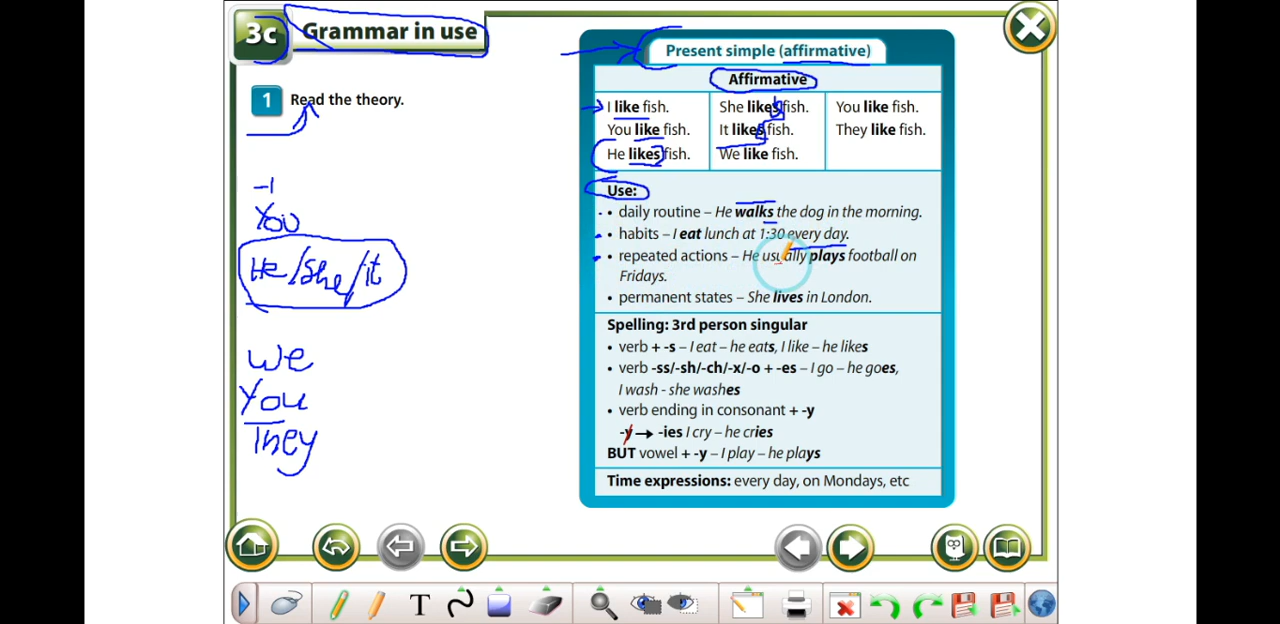 3c Grammar in use
1 Read the theory.
-I
You
He/She/it
We
You
They
Present simple (affirmative)
Affirmative
I like fish.
You like fish.
He likes fish.
She likes fish.
It likes fish.
We like fish.
You like fish.
They like fish.
Use:
• daily routine – He walks the dog in the morning.
• habits – I eat lunch at 1:30 every day.
• repeated actions – He usually plays football on
Fridays.
• permanent states – She lives in London.
Spelling: 3rd person singular
• verb + -s – I eat – he eats, I like – he likes
• verb -ss/-sh/-ch/-x/-o + -es – I go – he goes,
I wash - she washes
• verb ending in consonant + -y
-y → -ies I cry – he cries
BUT vowel + -y – I play – he plays
Time expressions: every day, on Mondays, etc
T